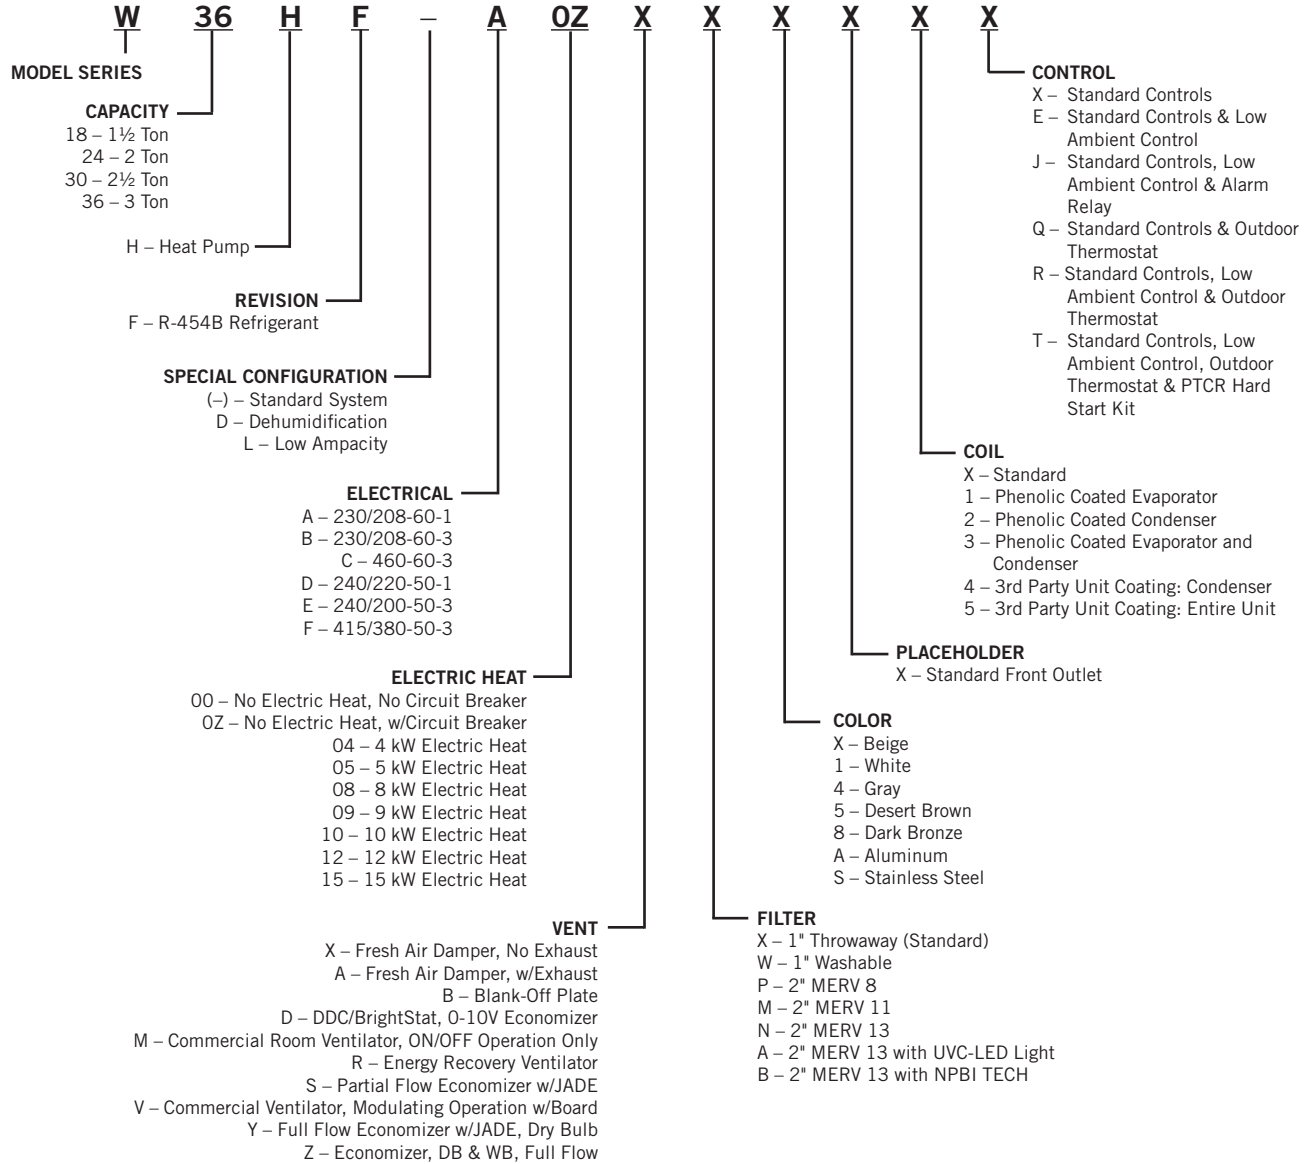 W 36 H F – A 0Z X X X X X X
MODEL SERIES
CAPACITY
18 – 1½ Ton
24 – 2 Ton
30 – 2½ Ton
36 – 3 Ton
H – Heat Pump
REVISION
F – R-454B Refrigerant
SPECIAL CONFIGURATION
(–) – Standard System
D – Dehumidification
L – Low Ampacity
ELECTRICAL
A – 230/208-60-1
B – 230/208-60-3
C – 460-60-3
D – 240/220-50-1
E – 240/200-50-3
F – 415/380-50-3
ELECTRIC HEAT
00 – No Electric Heat, No Circuit Breaker
0Z – No Electric Heat, w/Circuit Breaker
04 – 4 kW Electric Heat
05 – 5 kW Electric Heat
08 – 8 kW Electric Heat
09 – 9 kW Electric Heat
10 – 10 kW Electric Heat
12 – 12 kW Electric Heat
15 – 15 kW Electric Heat
VENT
X – Fresh Air Damper, No Exhaust
A – Fresh Air Damper, w/Exhaust
B – Blank-Off Plate
D – DDC/BrightStat, 0-10V Economizer
M – Commercial Room Ventilator, ON/OFF Operation Only
R – Energy Recovery Ventilator
S – Partial Flow Economizer w/JADE
V – Commercial Ventilator, Modulating Operation w/Board
Y – Full Flow Economizer w/JADE, Dry Bulb
Z – Economizer, DB & WB, Full Flow
CONTROL
X – Standard Controls
E – Standard Controls & Low
Ambient Control
J – Standard Controls, Low
Ambient Control & Alarm
Relay
Q – Standard Controls & Outdoor
Thermostat
R – Standard Controls, Low
Ambient Control & Outdoor
Thermostat
T – Standard Controls, Low
Ambient Control, Outdoor
Thermostat & PTCR Hard
Start Kit
COIL
X – Standard
1 – Phenolic Coated Evaporator
2 – Phenolic Coated Condenser
3 – Phenolic Coated Evaporator and
Condenser
4 – 3rd Party Unit Coating: Condenser
5 – 3rd Party Unit Coating: Entire Unit
PLACEHOLDER
X – Standard Front Outlet
COLOR
X – Beige
1 – White
4 – Gray
5 – Desert Brown
8 – Dark Bronze
A – Aluminum
S – Stainless Steel
FILTER
X – 1" Throwaway (Standard)
W – 1" Washable
P – 2" MERV 8
M – 2" MERV 11
N – 2" MERV 13
A – 2" MERV 13 with UVC-LED Light
B – 2" MERV 13 with NPBI TECH